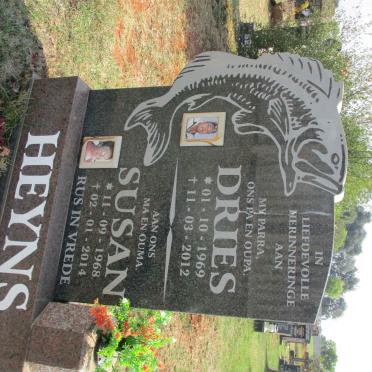 IN
LIEFDEVOLLE
HERINNERINGE
AAN
MY PARRA,
ONS PA EN OUPA,
DRIES
* 01 - 10 - 1969
† 11 - 03 - 2012
AAN ONS
MA EN OUMA,
SUSAN
* 11 - 09 - 1968
† 02 - 01 - 2014
RUS IN VREDE
HEYNS